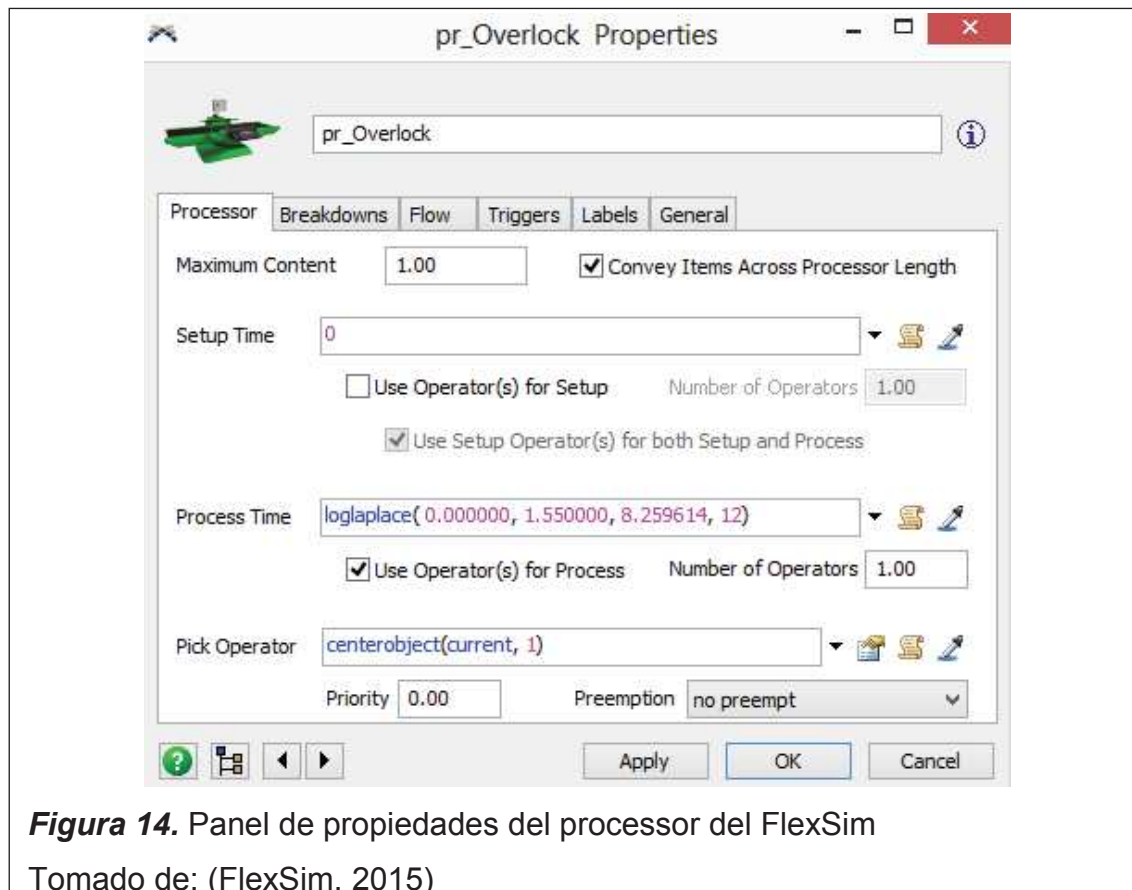 pr_Overlock Properties
pr_Overlock
Processor Breakdowns Flow Triggers Labels General
Maximum Content 1.00 Convey Items Across Processor Length
Setup Time 0
Use Operator(s) for Setup Number of Operators 1.00
Use Setup Operator(s) for both Setup and Process
Process Time loglaplace( 0.000000, 1.550000, 8.259614, 12)
Use Operator(s) for Process Number of Operators 1.00
Pick Operator centerobject(current, 1)
Priority 0.00 Preemption no preempt
Apply OK Cancel
Figura 14. Panel de propiedades del processor del FlexSim
Tomado de: (FlexSim, 2015)